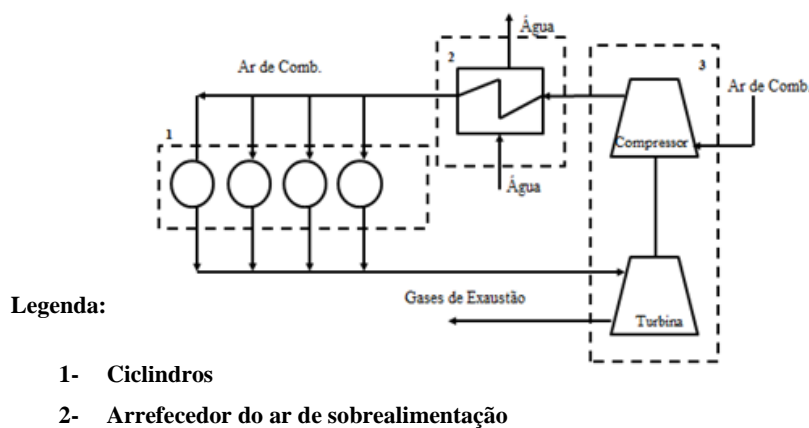 Água
2
3
Ar de Comb.
Ar de Comb.
1
Compressor
Água
Gases de Exaustão
Turbina
Legenda:
1- Ciclindros
2- Arrefecedor do ar de sobrealimentação